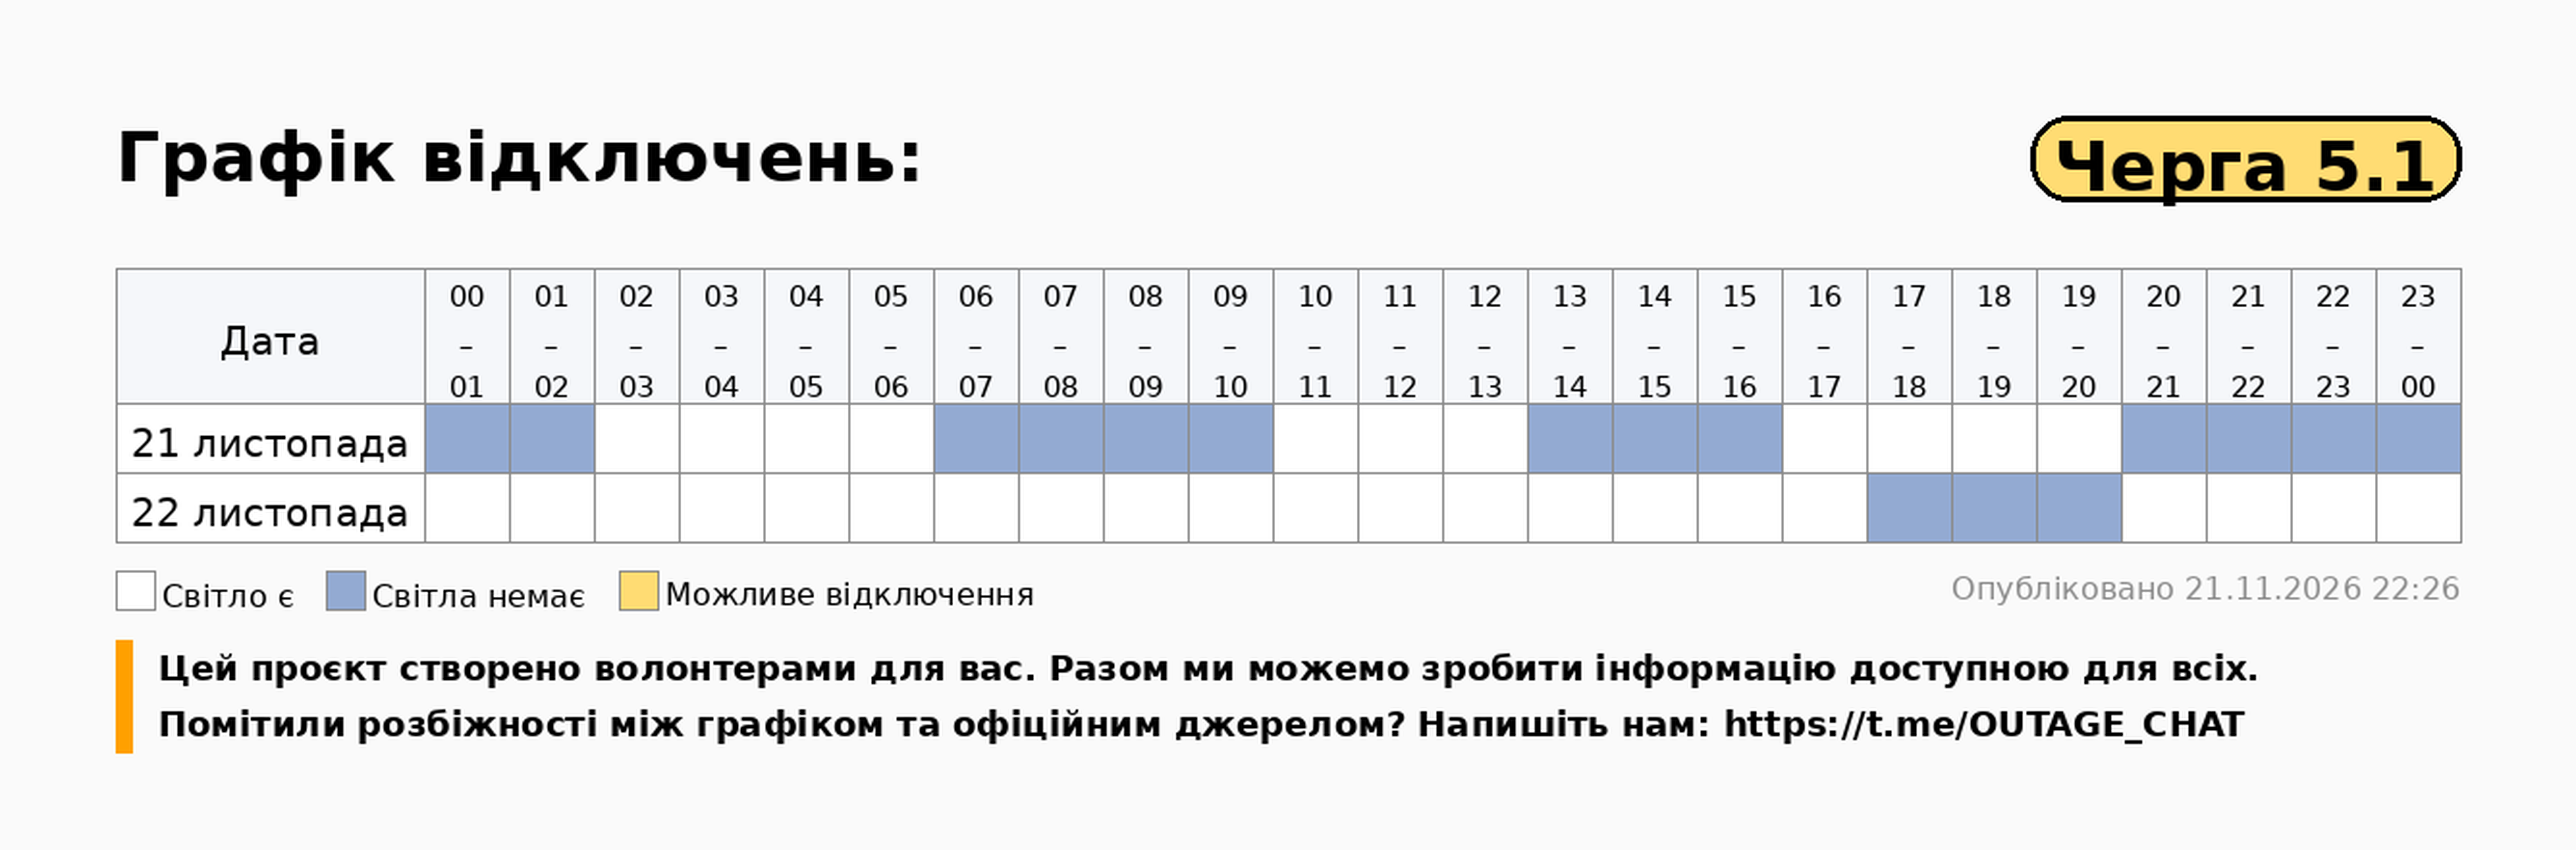 Графік відключень:
Черга 5.1
Дата 00 – 01 01 – 02 02 – 03 03 – 04 04 – 05 05 – 06 06 – 07 07 – 08 08 – 09 09 – 10 10 – 11 11 – 12 12 – 13 13 – 14 14 – 15 15 – 16 16 – 17 17 – 18 18 – 19 19 – 20 20 – 21 21 – 22 22 – 23 23 – 00
21 листопада
22 листопада
Світло є Світла немає Можливе відключення
Опубліковано 21.11.2026 22:26
Цей проєкт створено волонтерами для вас. Разом ми можемо зробити інформацію доступною для всіх.
Помітили розбіжності між графіком та офіційним джерелом? Напишіть нам: https://t.me/OUTAGE_CHAT